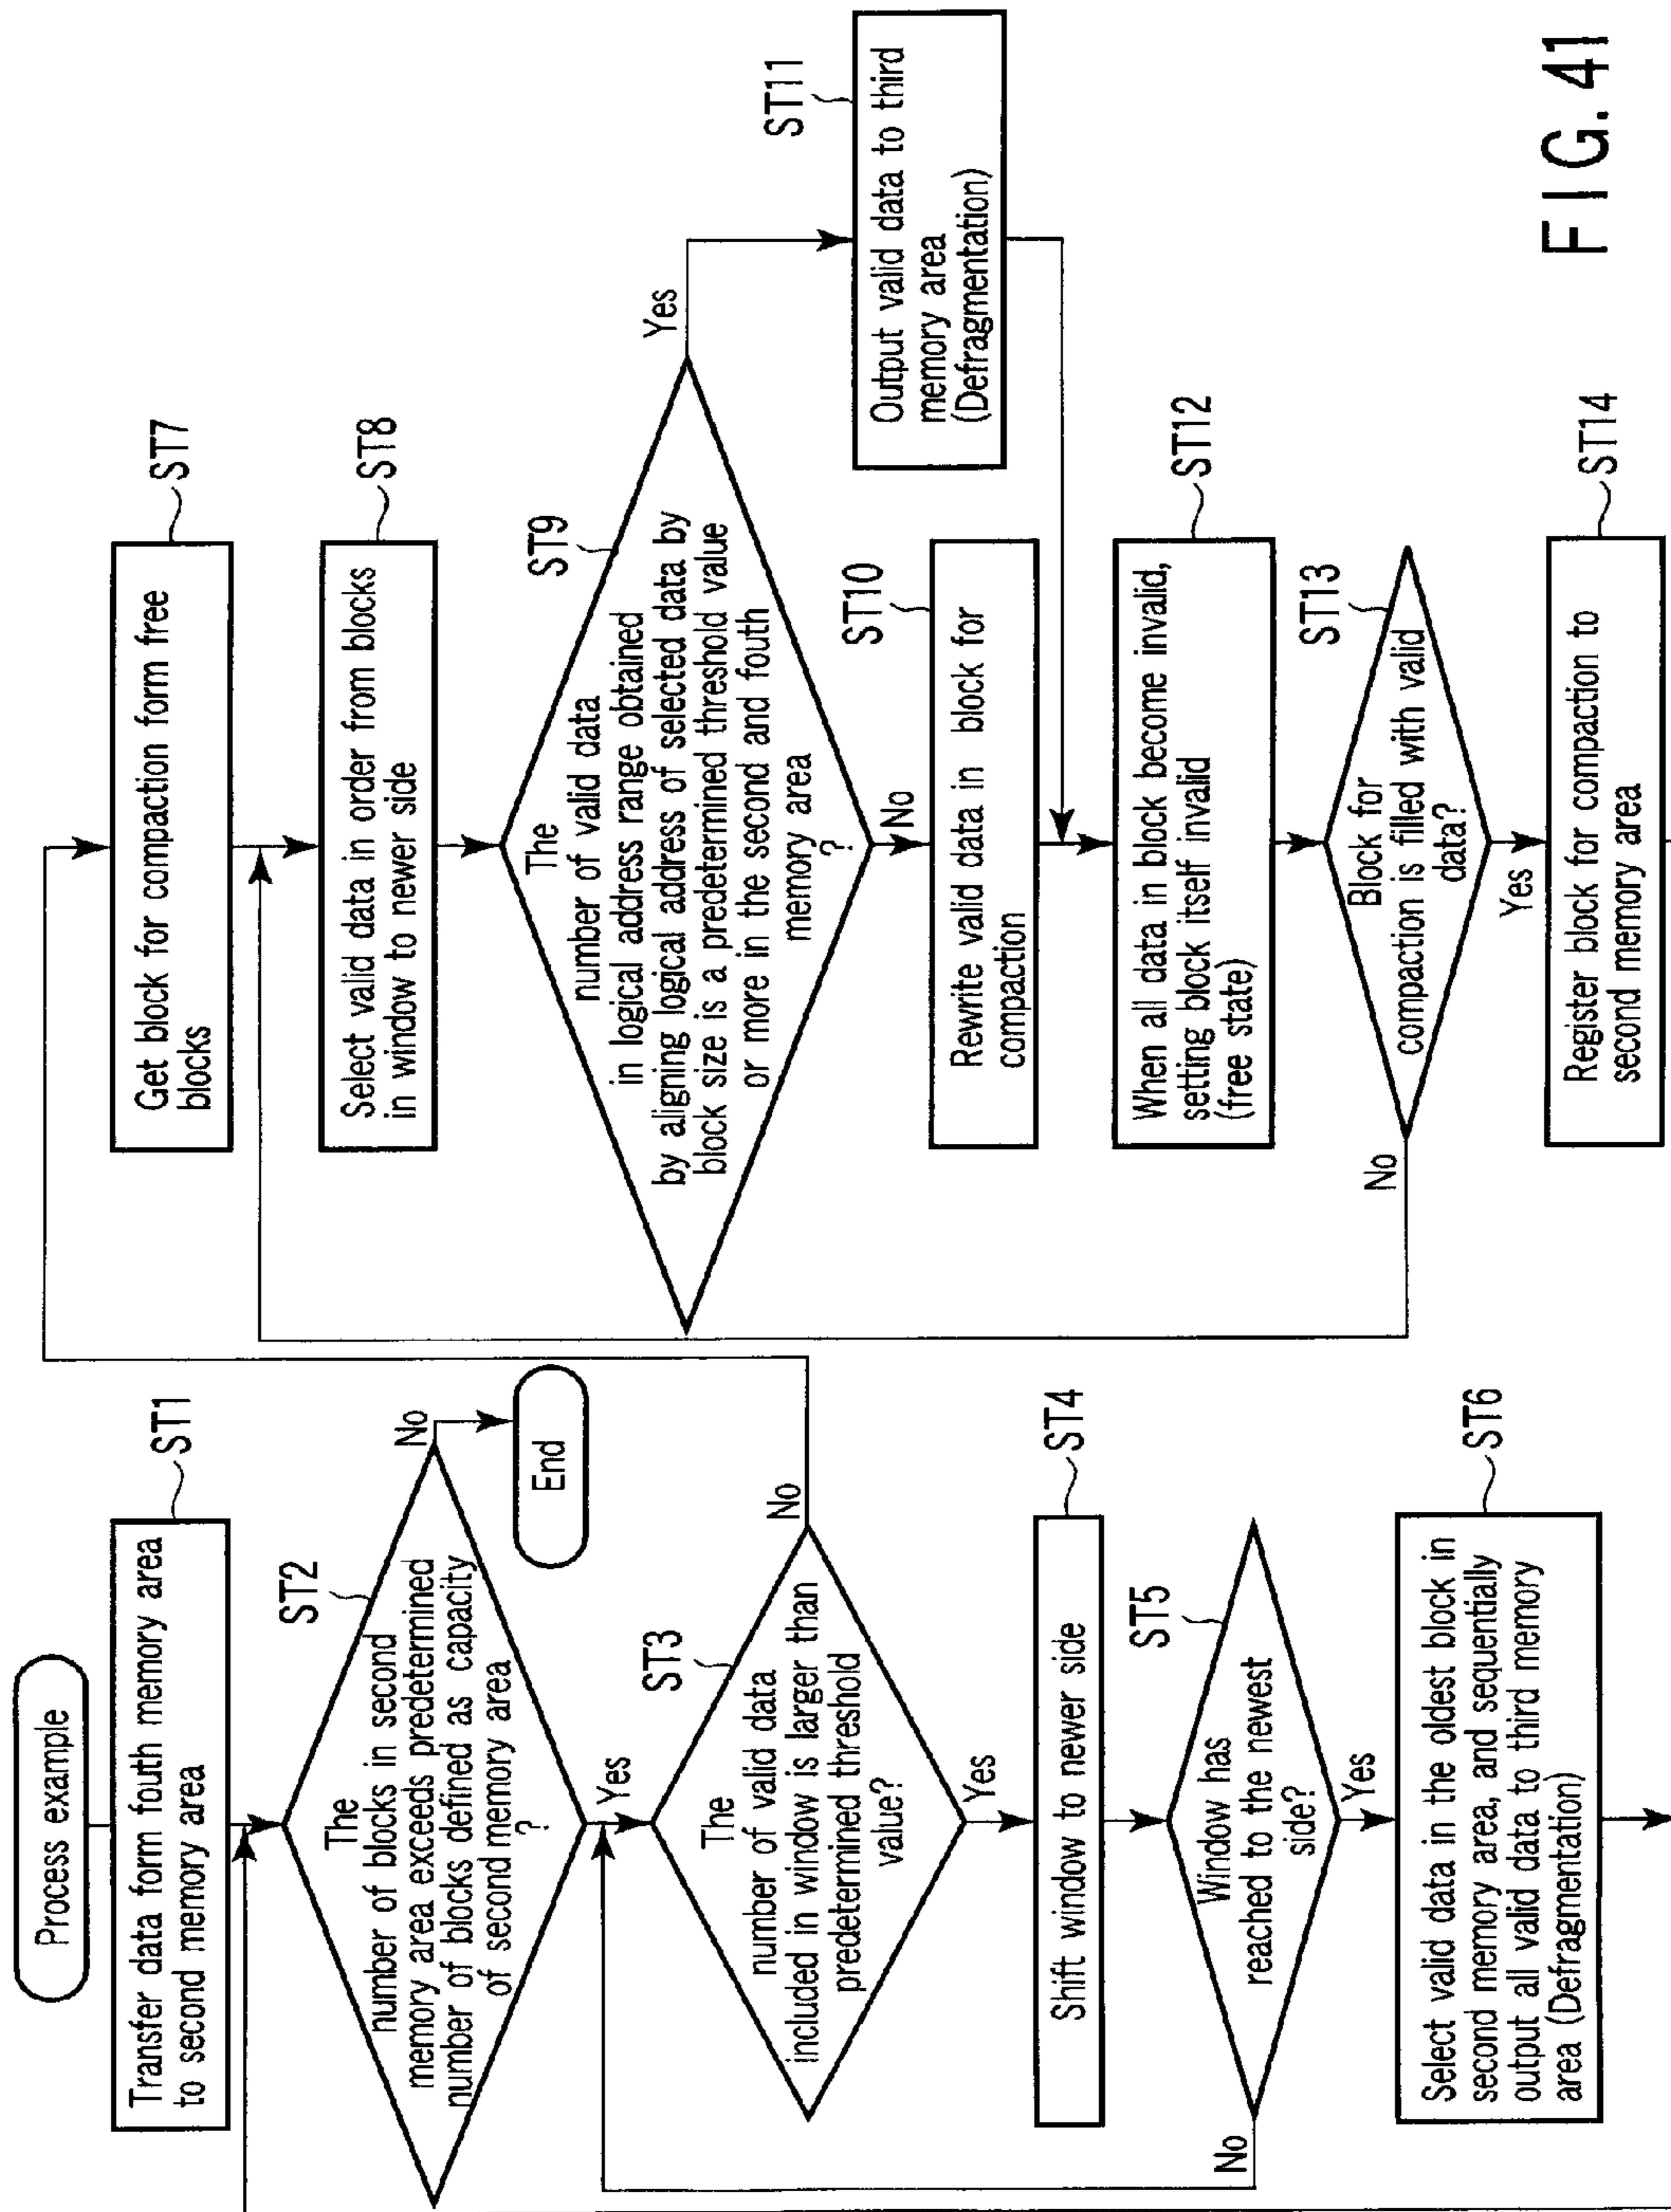 Process example
Transfer data form fouth memory area
to second memory area
ST1
ST2
The
number of blocks in second
memory area exceeds predetermined
number of blocks defined as capacity
of second memory area
?
No
End
Yes
ST3
The
number of valid data
included in window is larger than
predetermined threshold
value?
No
Yes
Shift window to newer side
ST4
ST5
Window has
reached to the newest
side?
No
Yes
Select valid data in the oldest block in
second memory area, and sequentially
output all valid data to third memory
area (Defragmentation)
ST6
Get block for compaction form free
blocks
ST7
Select valid data in order from blocks
in window to newer side
ST8
ST9
The
number of valid data
in logical address range obtained
by aligning logical address of selected data by
block size is a predetermined threshold value
or more in the second and fouth
memory area
?
Yes
No
ST10
Rewrite valid data in block for
compaction
ST11
Output valid data to third
memory area
(Defragmentation)
When all data in block become invalid,
setting block itself invalid
(free state)
ST12
ST13
Block for
compaction is filled with valid
data?
No
Yes
Register block for compaction to
second memory area
ST14
FIG. 41